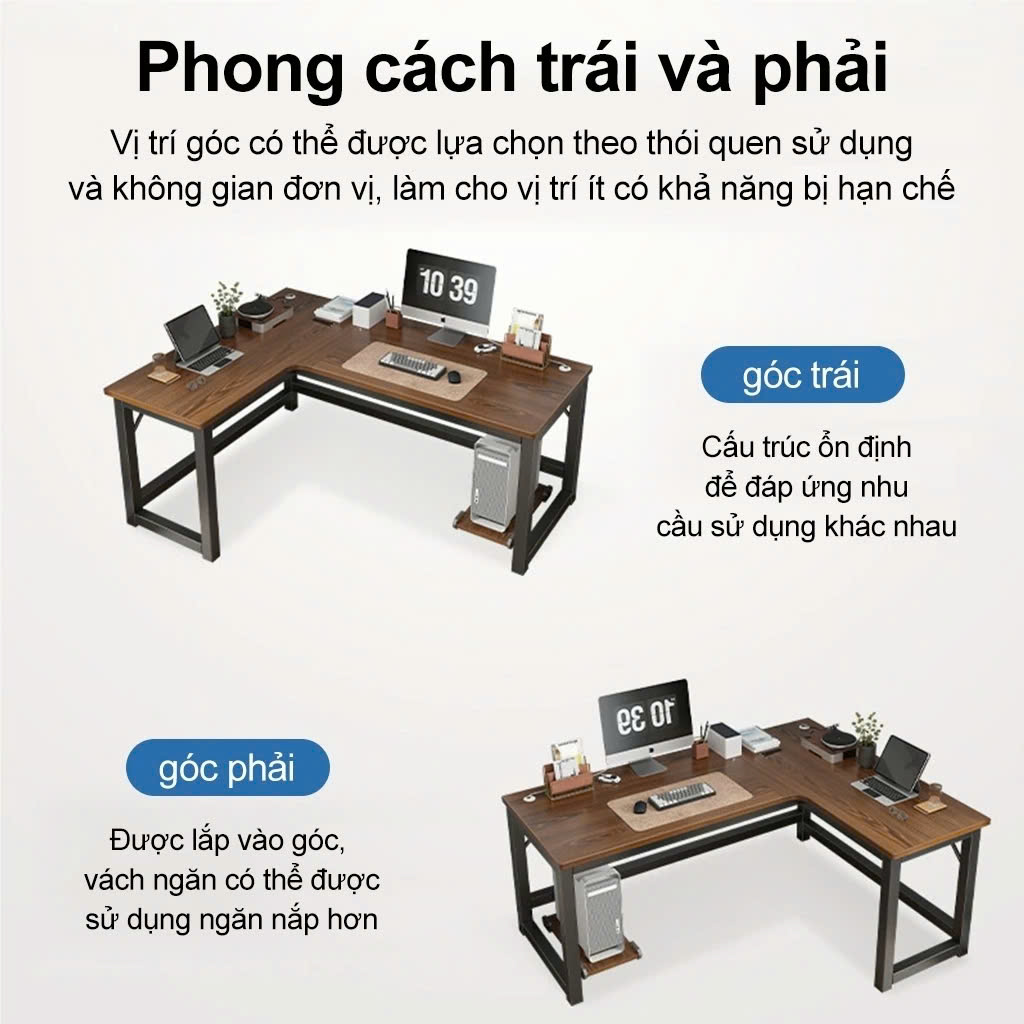 Phong cách trái và phải
Vị trí góc có thể được lựa chọn theo thói quen sử dụng
và không gian đơn vị, làm cho vị trí ít có khả năng bị hạn chế
10 39
góc trái
Cấu trúc ổn định
để đáp ứng nhu
cầu sử dụng khác nhau
10 39
góc phải
Được lắp vào góc,
vách ngăn có thể được
sử dụng ngăn nắp hơn